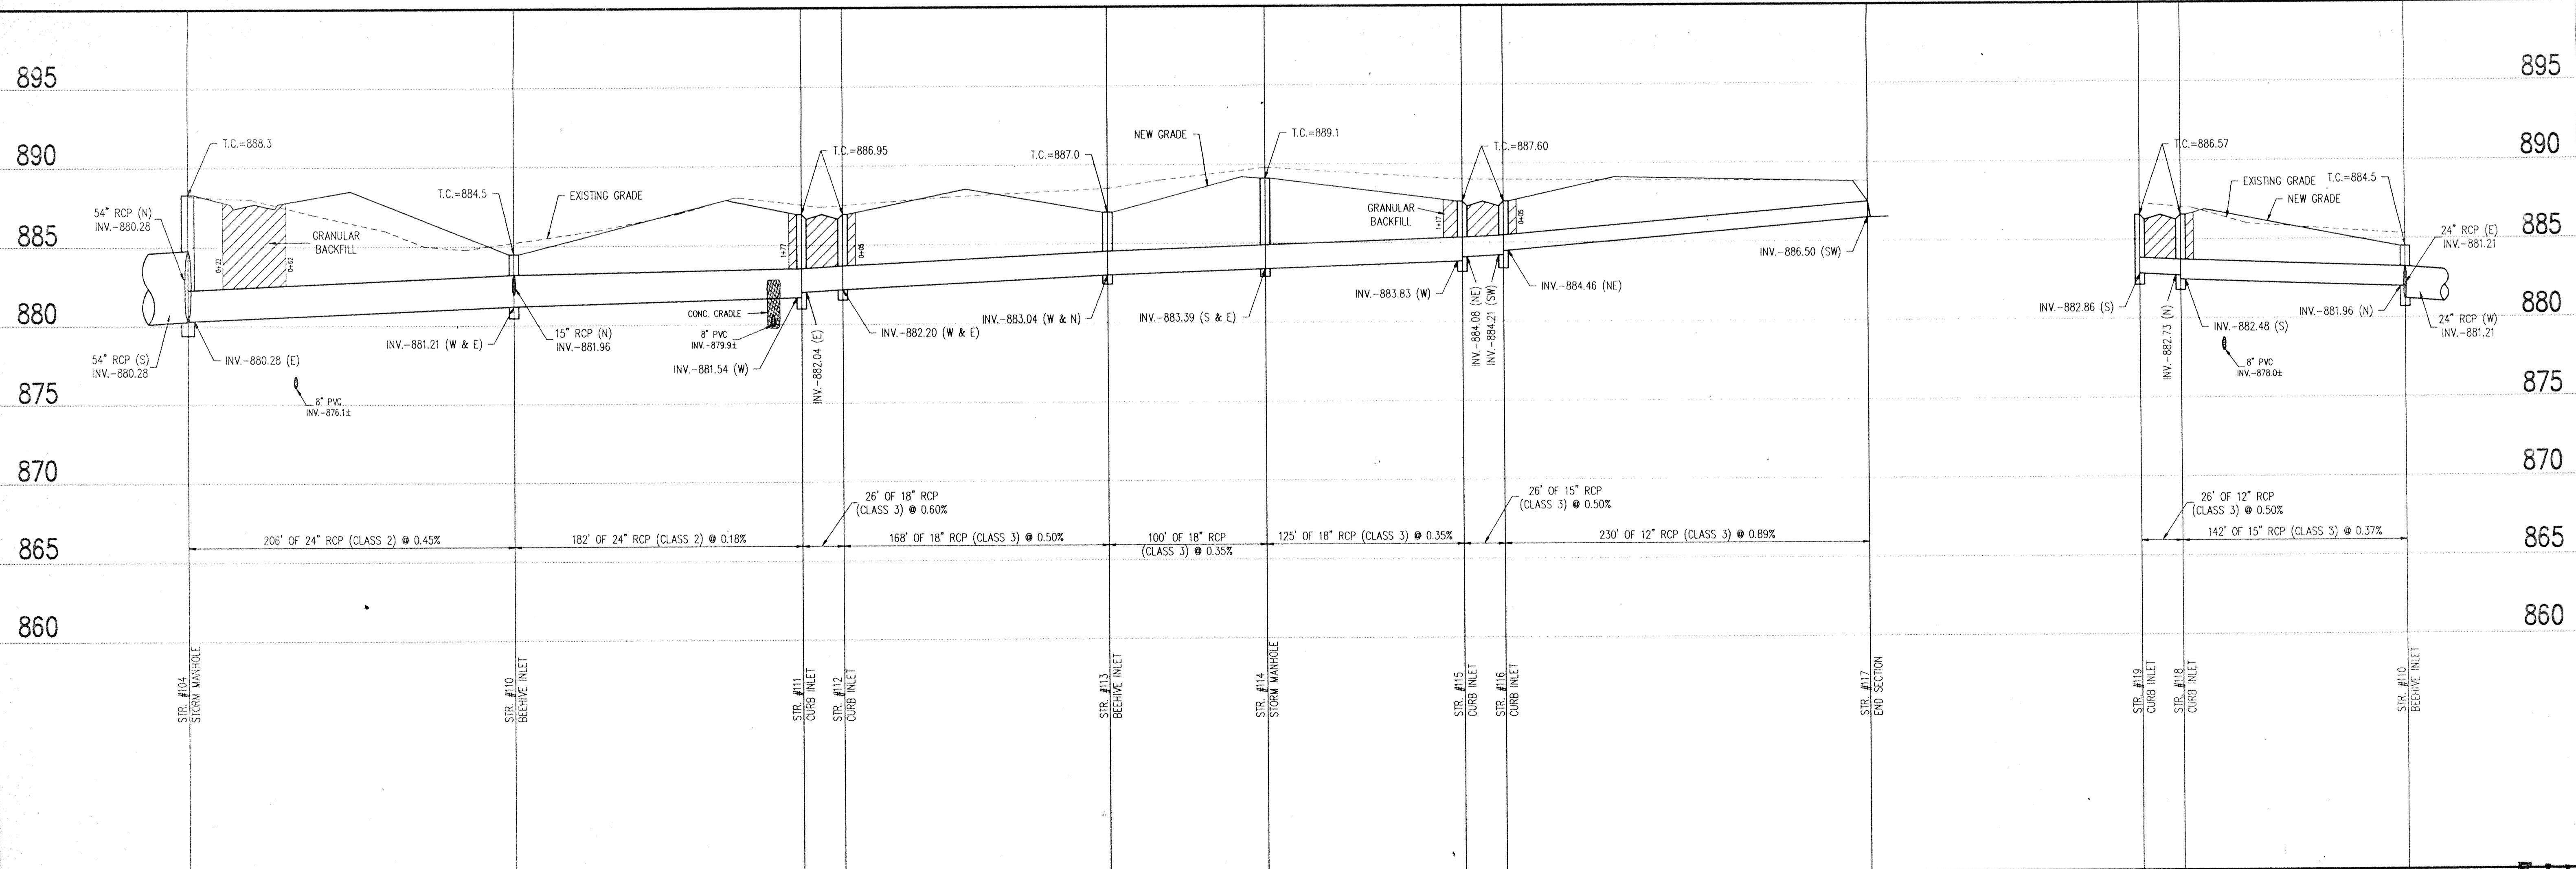 895
895
890
890
885
885
880
880
875
875
870
870
865
865
860
860
T.C.=888.3
54" RCP (N)
INV.-880.28
GRANULAR
BACKFILL
0+22
0+62
54" RCP (S)
INV.-880.28
INV.-880.28 (E)
8" PVC
INV.-876.1±
T.C.=884.5
EXISTING GRADE
INV.-881.21 (W & E)
15" RCP (N)
INV.-881.96
CONC. CRADLE
8" PVC
INV.-879.9±
1+77
T.C.=886.95
0+05
INV.-881.54 (W)
INV.-882.04 (E)
INV.-882.20 (W & E)
T.C.=887.0
NEW GRADE
INV.-883.04 (W & N)
T.C.=889.1
INV.-883.39 (S & E)
GRANULAR
BACKFILL
1+17
T.C.=887.60
0+05
INV.-883.83 (W)
INV.-884.08 (NE)
INV.-884.21 (SW)
INV.-884.46 (NE)
INV.-886.50 (SW)
T.C.=886.57
EXISTING GRADE
NEW GRADE
T.C.=884.5
INV.-882.86 (S)
INV.-882.73 (N)
INV.-882.48 (S)
8" PVC
INV.-878.0±
INV.-881.96 (N)
24" RCP (E)
INV.-881.21
24" RCP (W)
INV.-881.21
206' OF 24" RCP (CLASS 2) @ 0.45%
182' OF 24" RCP (CLASS 2) @ 0.18%
26' OF 18" RCP
(CLASS 3) @ 0.60%
168' OF 18" RCP (CLASS 3) @ 0.50%
100' OF 18" RCP
(CLASS 3) @ 0.35%
125' OF 18" RCP (CLASS 3) @ 0.35%
26' OF 15" RCP
(CLASS 3) @ 0.50%
230' OF 12" RCP (CLASS 3) @ 0.89%
26' OF 12" RCP
(CLASS 3) @ 0.50%
142' OF 15" RCP (CLASS 3) @ 0.37%
STR. #104
STORM MANHOLE
STR. #110
BEEHIVE INLET
STR. #111
CURB INLET
STR. #112
CURB INLET
STR. #113
BEEHIVE INLET
STR. #114
STORM MANHOLE
STR. #115
CURB INLET
STR. #116
CURB INLET
STR. #117
END SECTION
STR. #119
CURB INLET
STR. #118
CURB INLET
STR. #110
BEEHIVE INLET